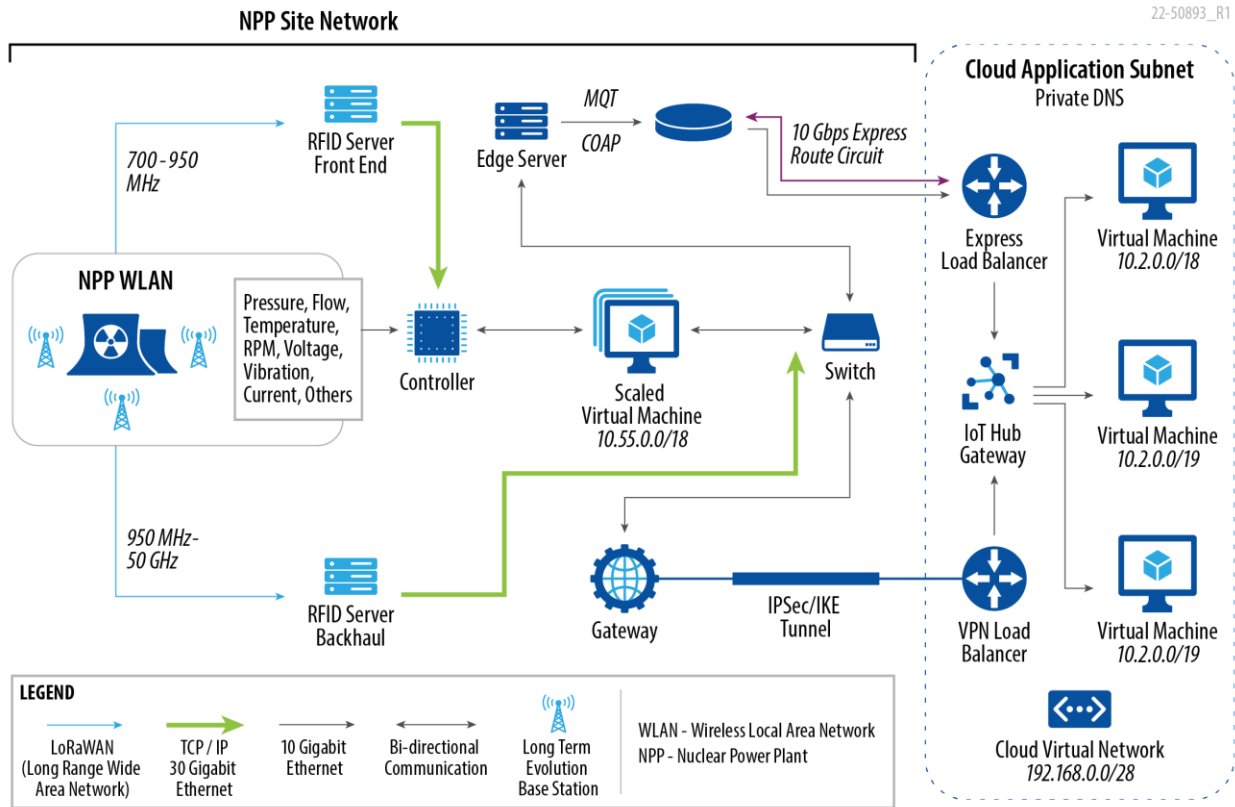 22-50893_R1
NPP Site Network
Cloud Application Subnet
Private DNS
700 - 950
MHz
RFID Server
Front End
Edge Server
MQT
COAP
10 Gbps Express
Route Circuit
Express
Load Balancer
Virtual Machine
10.2.0.0/18
NPP WLAN
Pressure, Flow,
Temperature,
RPM, Voltage,
Vibration,
Current, Others
Controller
Scaled
Virtual Machine
10.55.0.0/18
Switch
IoT Hub
Gateway
Virtual Machine
10.2.0.0/19
950 MHz-
50 GHz
RFID Server
Backhaul
Gateway
IPSec/IKE
Tunnel
VPN Load
Balancer
Virtual Machine
10.2.0.0/19
Cloud Virtual Network
192.168.0.0/28
LEGEND
LoRaWAN
(Long Range Wide
Area Network)
TCP / IP
30 Gigabit
Ethernet
10 Gigabit
Ethernet
Bi-directional
Communication
Long Term
Evolution
Base Station
WLAN - Wireless Local Area Network
NPP - Nuclear Power Plant